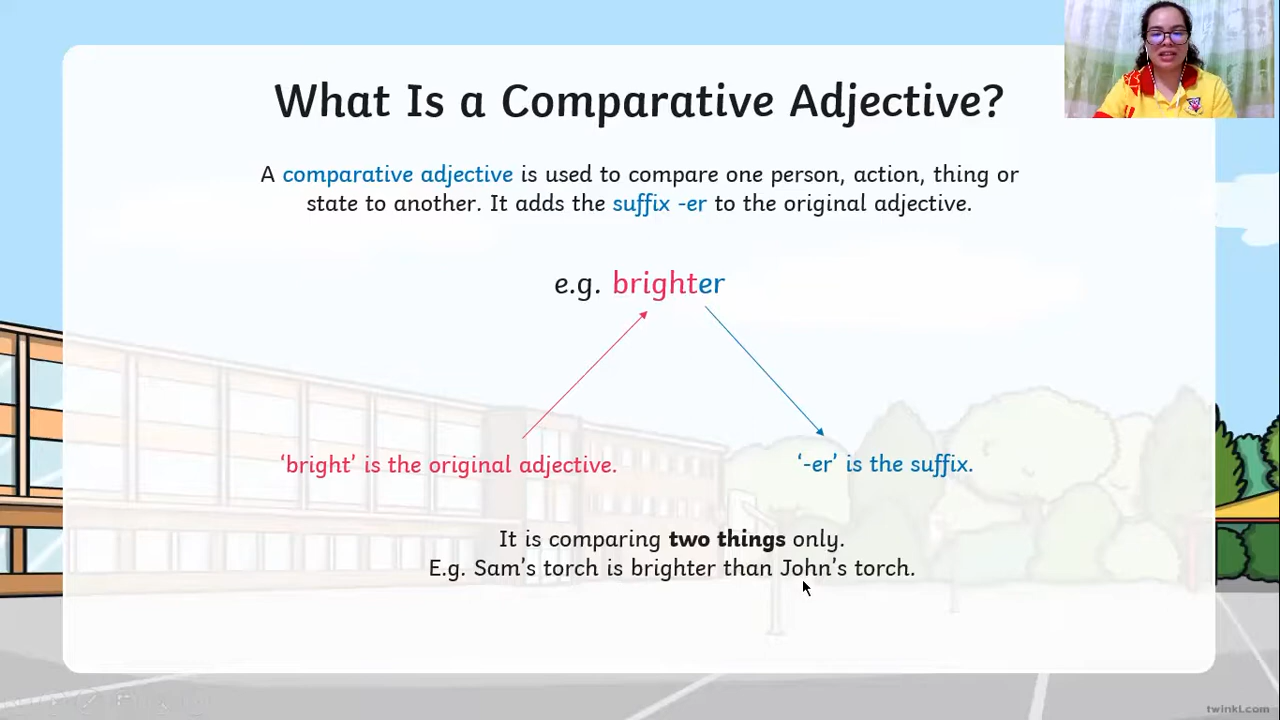 What Is a Comparative Adjective?
A comparative adjective is used to compare one person, action, thing or
state to another. It adds the suffix -er to the original adjective.
e.g. brighter
‘bright’ is the original adjective.
‘-er’ is the suffix.
It is comparing two things only.
E.g. Sam’s torch is brighter than John’s torch.
twinkl.com